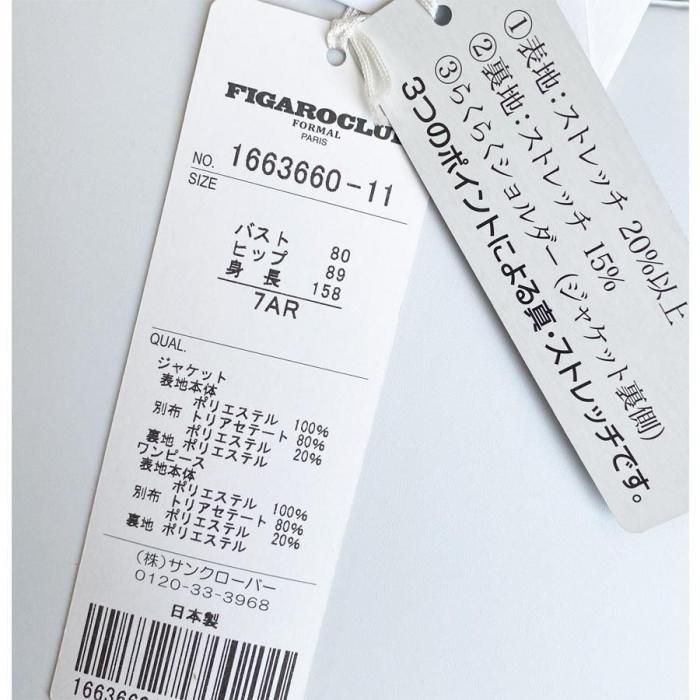 FIGAROCLU
FORMAL
PARIS
NO. 1663660-11
SIZE
バスト 80
ヒップ 89
身長 158
7AR
QUAL.
ジャケット
表地本体
ポリエステル 100%
別布 トリアセテート 80%
ポリエステル 20%
裏地 ポリエステル
ワンピース
表地本体
ポリエステル 100%
別布 トリアセテート 80%
ポリエステル 20%
裏地 ポリエステル
(株)サンクローバー
0120-33-3968
日本製
①表地:ストレッチ 20%以上
②裏地:ストレッチ 15%
③らくらくショルダー(ジャケット裏側)
3つのポイントによる真・ストレッチです。